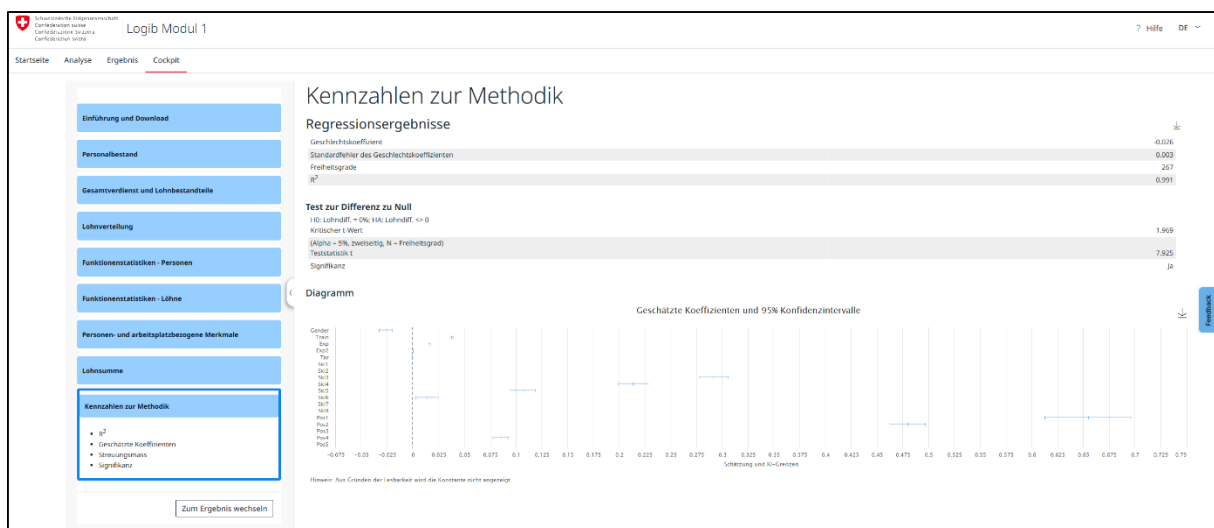 Schweizerische Eidgenossenschaft
Confédération suisse
Confederazione Svizzera
Confederaziun svizra
Logib Modul 1
? Hilfe DE
Startseite Analyse Ergebnis Cockpit
Einführung und Download
Personalbestand
Gesamtverdienst und Lohnbestandteile
Lohnverteilung
Funktionenstatistiken - Personen
Funktionenstatistiken - Löhne
Personen- und arbeitsplatzbezogene Merkmale
Lohnsumme
Kennzahlen zur Methodik
• R²
• Geschätzte Koeffizienten
• Streuungsmass
• Signifikanz
Zum Ergebnis wechseln
Kennzahlen zur Methodik
Regressionsergebnisse
Geschlechtskoeffizient -0.026
Standardfehler des Geschlechtskoeffizienten 0.003
Freiheitsgrade 267
R² 0.991
Test zur Differenz zu Null
H0: Lohndiff. = 0%; HA: Lohndiff. <> 0
Kritischer t-Wert 1.969
(Alpha = 5%, zweiseitig, N = Freiheitsgrad)
Teststatistik t 7.925
Signifikanz Ja
Diagramm
Geschätzte Koeffizienten und 95% Konfidenzintervalle
Gender
Train
Exp
Exp2
Skil4
Skil5
Skil6
Skil7
Skil8
Pos1
Pos2
Pos3
Pos4
Pos5
-0.075 -0.05 -0.025 0 0.025 0.05 0.075 0.1 0.125 0.15 0.175 0.2 0.225 0.25 0.275 0.3 0.325 0.35 0.375 0.4 0.425 0.45 0.475 0.5 0.525 0.55 0.575 0.6 0.625 0.65 0.675 0.7 0.725 0.75
Schätzung und KI-Grenzen
Hinweis: Aus Gründen der Lesbarkeit wird die Konstante nicht angezeigt
Feedback